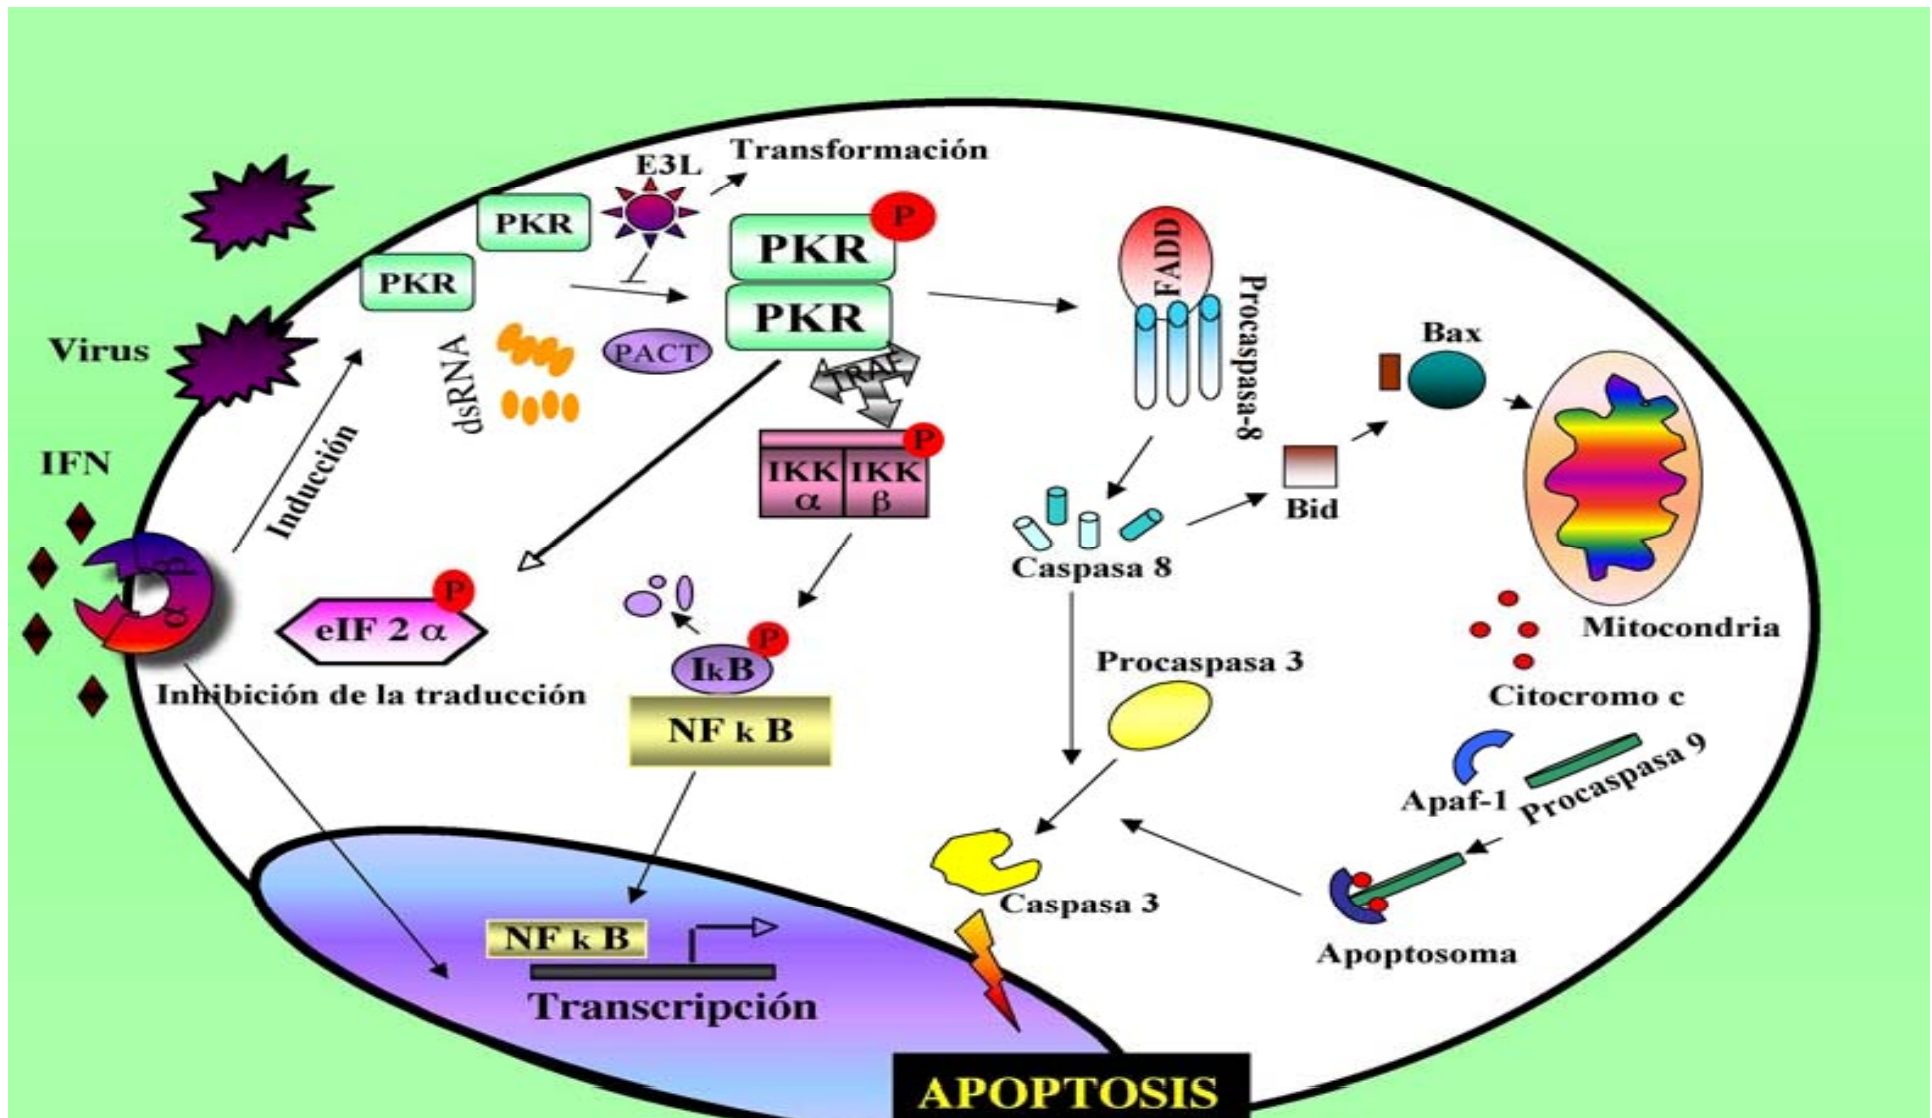 E3L
Transformación
PKR
P
PKR
PKR
PKR
FADD
Procaspasa-8
Virus
dsRNA
PACT
TRAF
Bax
IFN
Inducción
P
IKK
α
IKK
β
Bid
Caspasa 8
β
α
P
eIF 2 α
Inhibición de la traducción
P
IkB
NF k B
Procaspasa 3
Mitocondria
Citocromo c
Apaf-1
Procaspasa 9
Caspasa 3
Apoptosoma
NF k B
Transcripción
APOPTOSIS